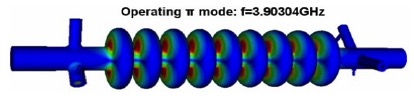 Operating π mode: f=3.90304GHz